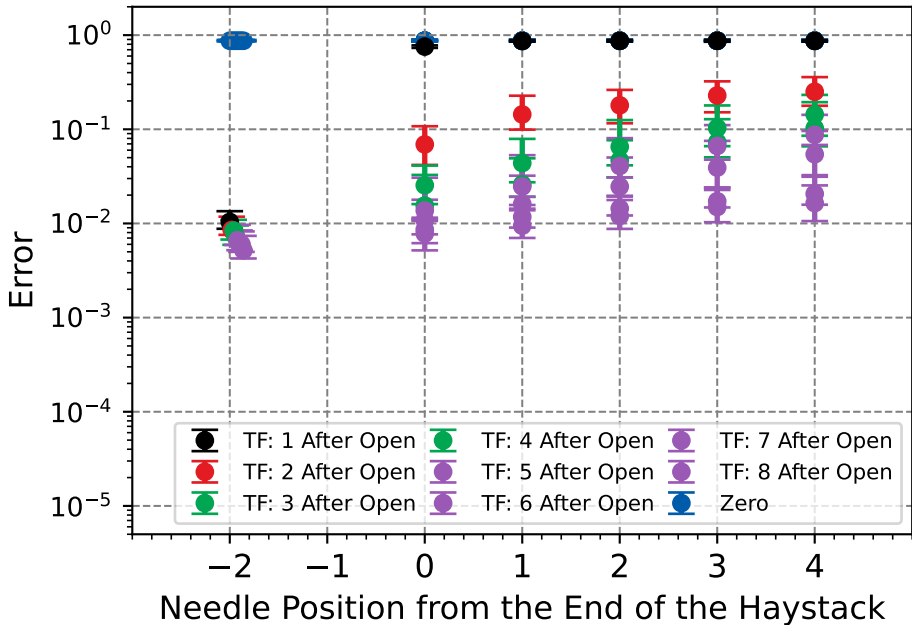 Error
10^0
10^-1
10^-2
10^-3
10^-4
10^-5
TF: 1 After Open
TF: 2 After Open
TF: 3 After Open
TF: 4 After Open
TF: 5 After Open
TF: 6 After Open
TF: 7 After Open
TF: 8 After Open
Zero
−2 −1 0 1 2 3 4
Needle Position from the End of the Haystack